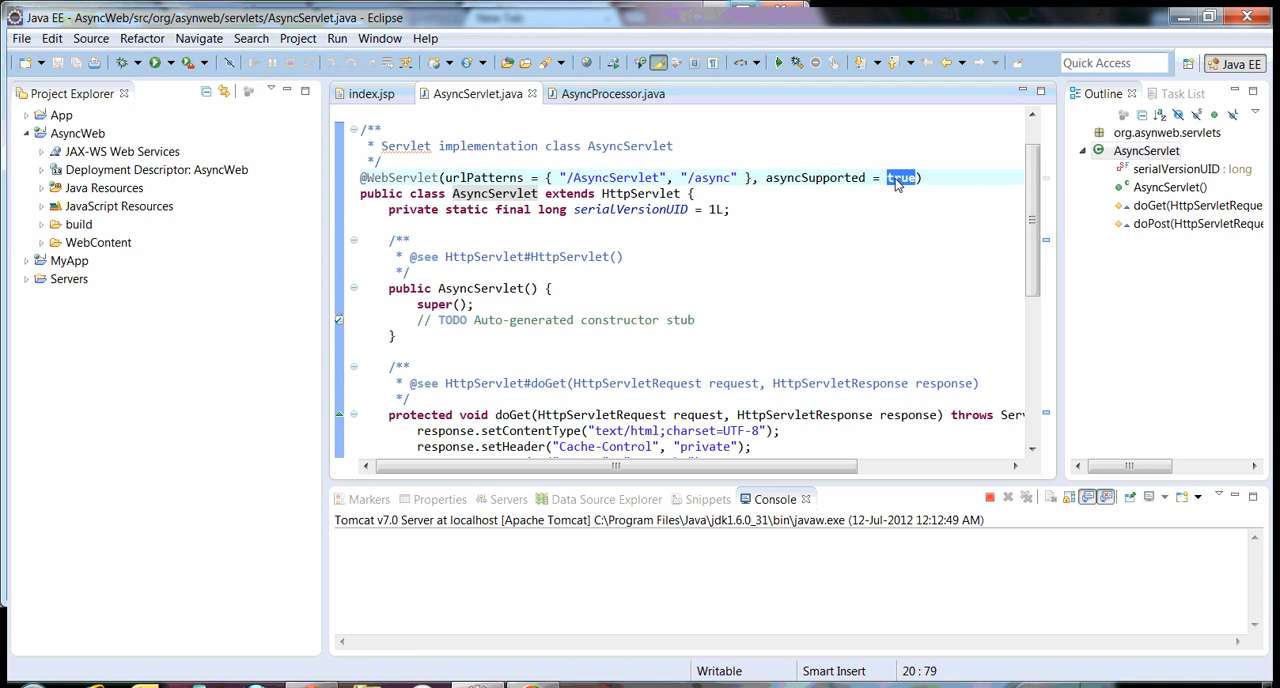 Java EE - AsyncWeb/src/org/asynweb/servlets/AsyncServlet.java - Eclipse
New Tab
File Edit Source Refactor Navigate Search Project Run Window Help
Quick Access
Java EE
Project Explorer
App
AsyncWeb
JAX-WS Web Services
Deployment Descriptor: AsyncWeb
Java Resources
JavaScript Resources
build
WebContent
MyApp
Servers
index.jsp AsyncServlet.java AsyncProcessor.java
/**
* Servlet implementation class AsyncServlet
*/
@WebServlet(urlPatterns = { "/AsyncServlet", "/async" }, asyncSupported = true)
public class AsyncServlet extends HttpServlet {
private static final long serialVersionUID = 1L;
/**
* @see HttpServlet#HttpServlet()
*/
public AsyncServlet() {
super();
// TODO Auto-generated constructor stub
}
/**
* @see HttpServlet#doGet(HttpServletRequest request, HttpServletResponse response)
*/
protected void doGet(HttpServletRequest request, HttpServletResponse response) throws Serv
response.setContentType("text/html;charset=UTF-8");
response.setHeader("Cache-Control", "private");
Outline Task List
org.asynweb.servlets
AsyncServlet
serialVersionUID : long
AsyncServlet()
doGet(HttpServletReque
doPost(HttpServletReque
Markers Properties Servers Data Source Explorer Snippets Console
Tomcat v7.0 Server at localhost [Apache Tomcat] C:\Program Files\Java\jdk1.6.0_31\bin\javaw.exe (12-Jul-2012 12:12:49 AM)
Writable Smart Insert 20 : 79